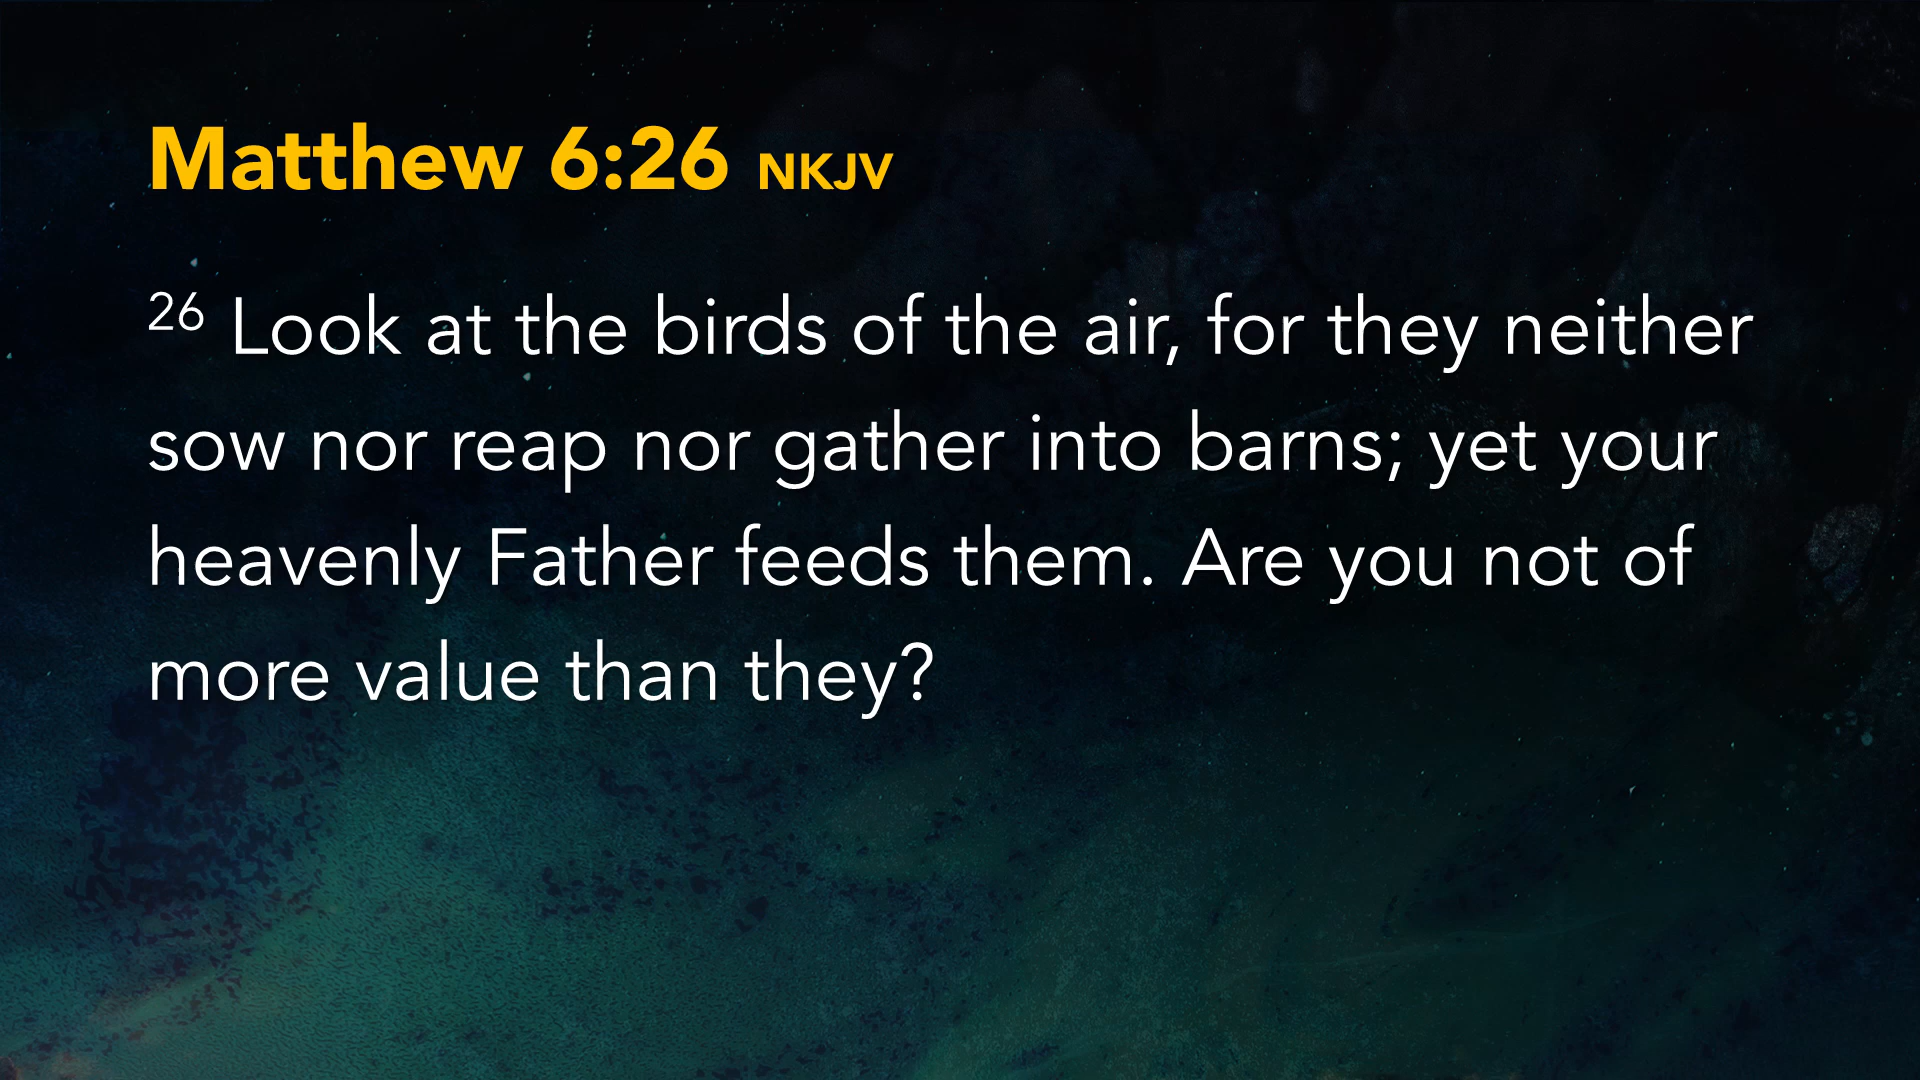 Matthew 6:26 NKJV
26 Look at the birds of the air, for they neither
sow nor reap nor gather into barns; yet your
heavenly Father feeds them. Are you not of
more value than they?